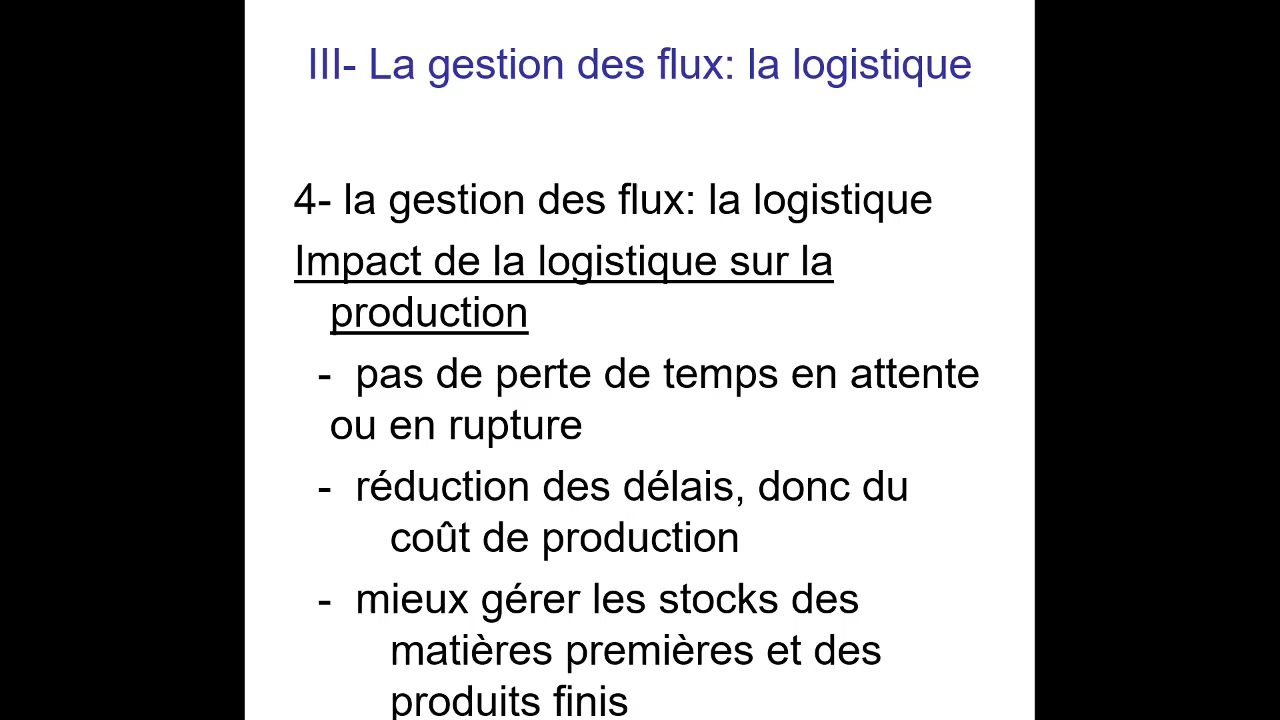 III- La gestion des flux: la logistique
4- la gestion des flux: la logistique
Impact de la logistique sur la
production
- pas de perte de temps en attente
ou en rupture
- réduction des délais, donc du
coût de production
- mieux gérer les stocks des
matières premières et des
produits finis